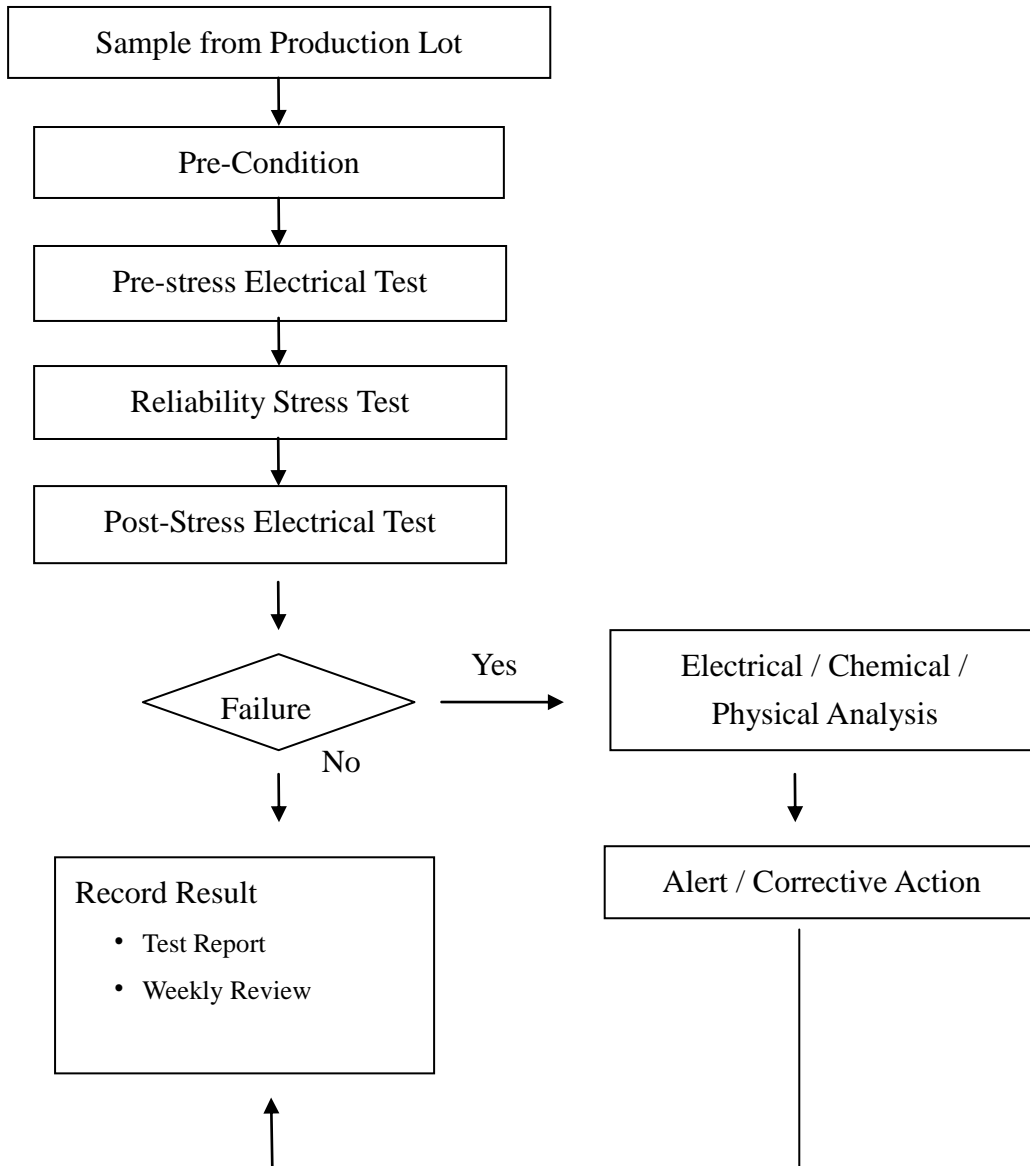 Sample from Production Lot
Pre-Condition
Pre-stress Electrical Test
Reliability Stress Test
Post-Stress Electrical Test
Failure
Yes
No
Electrical / Chemical /
Physical Analysis
Alert / Corrective Action
Record Result
• Test Report
• Weekly Review